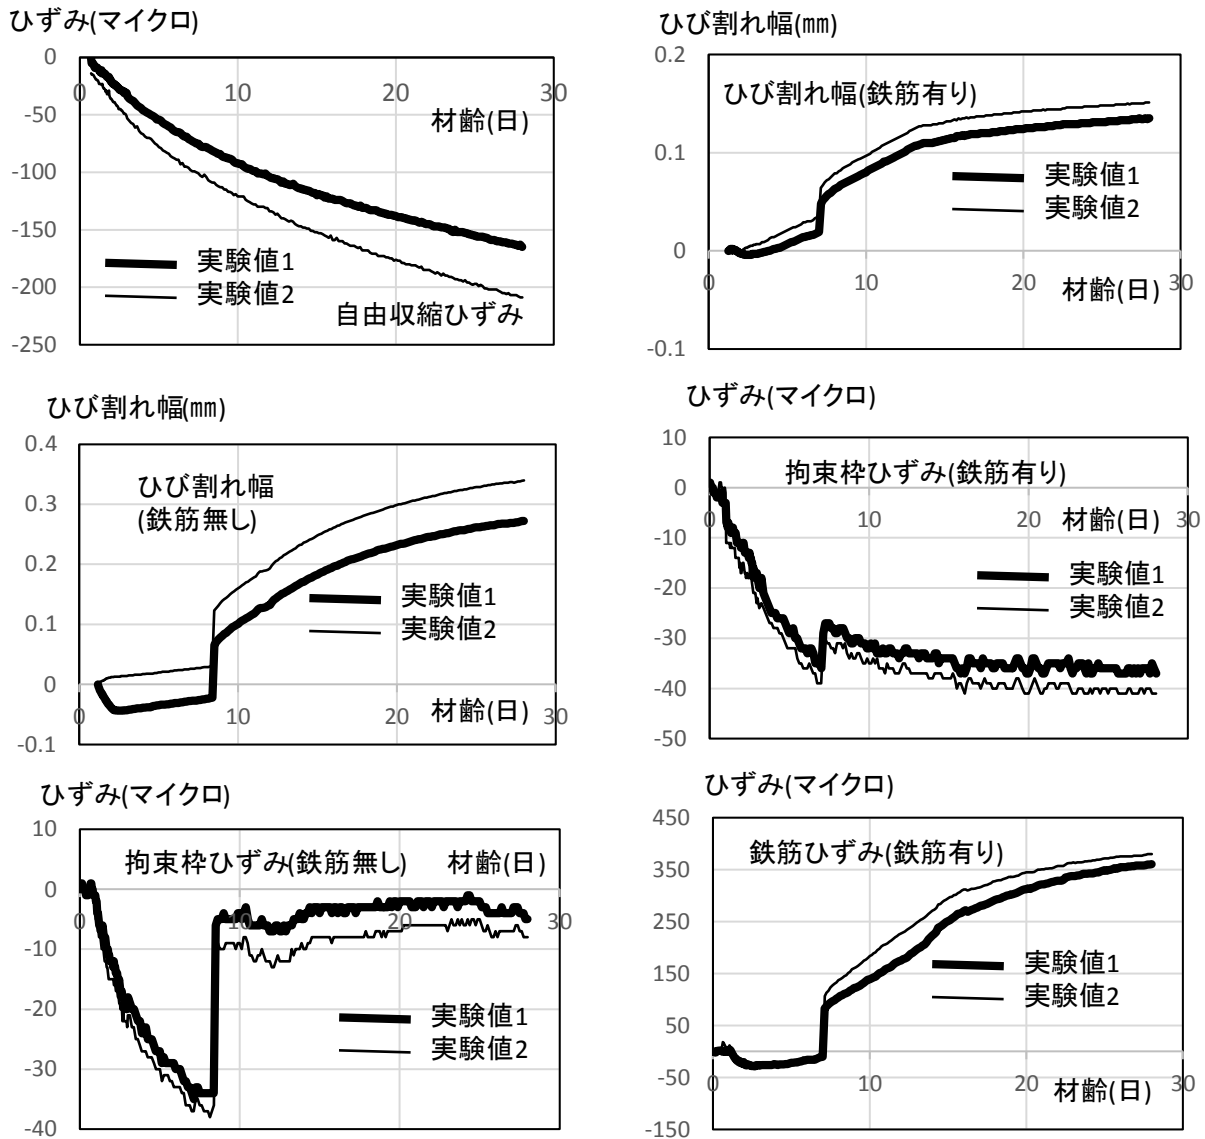 ひずみ(マイクロ)
0
-50
-100
-150
-200
-250
0
10
20
30
材齢(日)
実験値1
実験値2
自由収縮ひずみ
ひび割れ幅(㎜)
0.2
0.1
0
-0.1
ひび割れ幅(鉄筋有り)
実験値1
実験値2
0
10
20
30
材齢(日)
ひび割れ幅(㎜)
0.4
0.3
0.2
0.1
0
-0.1
ひび割れ幅
(鉄筋無し)
実験値1
実験値2
0
10
20
30
材齢(日)
ひずみ(マイクロ)
10
0
-10
-20
-30
-40
-50
拘束枠ひずみ(鉄筋有り)
0
10
20
30
材齢(日)
実験値1
実験値2
ひずみ(マイクロ)
10
0
-10
-20
-30
-40
拘束枠ひずみ(鉄筋無し)
材齢(日)
0
10
20
30
実験値1
実験値2
ひずみ(マイクロ)
450
350
250
150
50
-50
-150
鉄筋ひずみ(鉄筋有り)
実験値1
実験値2
0
10
20
30
材齢(日)